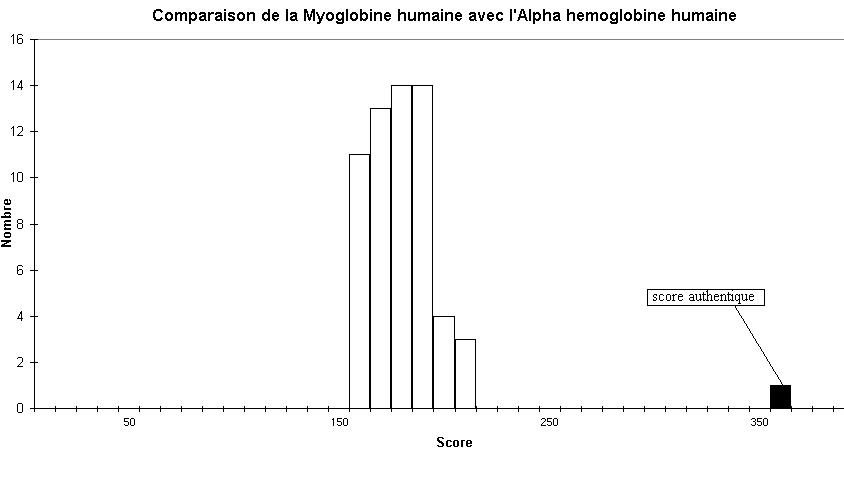 Comparaison de la Myoglobine humaine avec l'Alpha hemoglobine humaine
16
14
12
10
8
6
4
2
0
Nombre
score authentique
50 150 250 350
Score